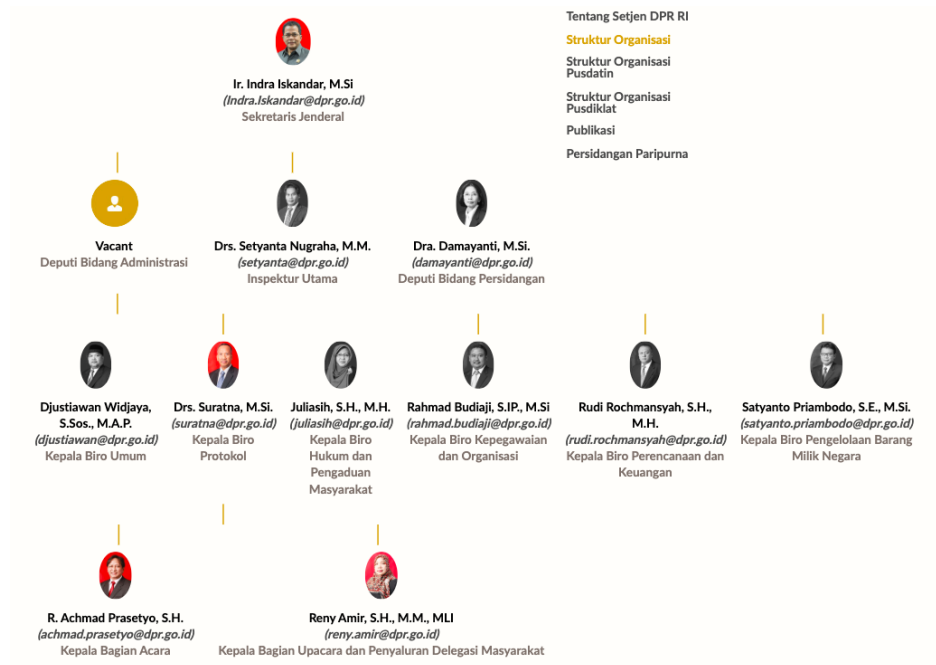 Ir. Indra Iskandar, M.Si
(Indra.Iskandar@dpr.go.id)
Sekretaris Jenderal
Tentang Setjen DPR RI
Struktur Organisasi
Struktur Organisasi
Pusdatin
Struktur Organisasi
Pusdiklat
Publikasi
Persidangan Paripurna
Vacant
Deputi Bidang Administrasi
Drs. Setyanta Nugraha, M.M.
(setyanta@dpr.go.id)
Inspektur Utama
Dra. Damayanti, M.Si.
(damayanti@dpr.go.id)
Deputi Bidang Persidangan
Djustiawan Widjaya,
S.Sos., M.A.P.
(djustiawan@dpr.go.id)
Kepala Biro Umum
Drs. Suratna, M.Si.
(suratna@dpr.go.id)
Kepala Biro
Protokol
Juliasih, S.H., M.H.
(juliasih@dpr.go.id)
Kepala Biro
Hukum dan
Pengaduan
Masyarakat
Rahmad Budiaji, S.IP., M.Si
(rahmad.budiaji@dpr.go.id)
Kepala Biro Kepegawaian
dan Organisasi
Rudi Rochmansyah, S.H.,
M.H.
(rudi.rochmansyah@dpr.go.id)
Kepala Biro Perencanaan dan
Keuangan
Satyanto Priambodo, S.E., M.Si.
(satyanto.priambodo@dpr.go.id)
Kepala Biro Pengelolaan Barang
Milik Negara
R. Achmad Prasetyo, S.H.
(achmad.prasetyo@dpr.go.id)
Kepala Bagian Acara
Reny Amir, S.H., M.M., MLI
(reny.amir@dpr.go.id)
Kepala Bagian Upacara dan Penyaluran Delegasi Masyarakat